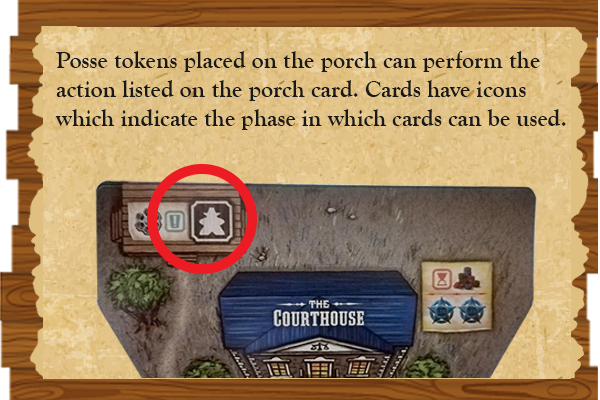 Posse tokens placed on the porch can perform the
action listed on the porch card. Cards have icons
which indicate the phase in which cards can be used.
THE
COURTHOUSE